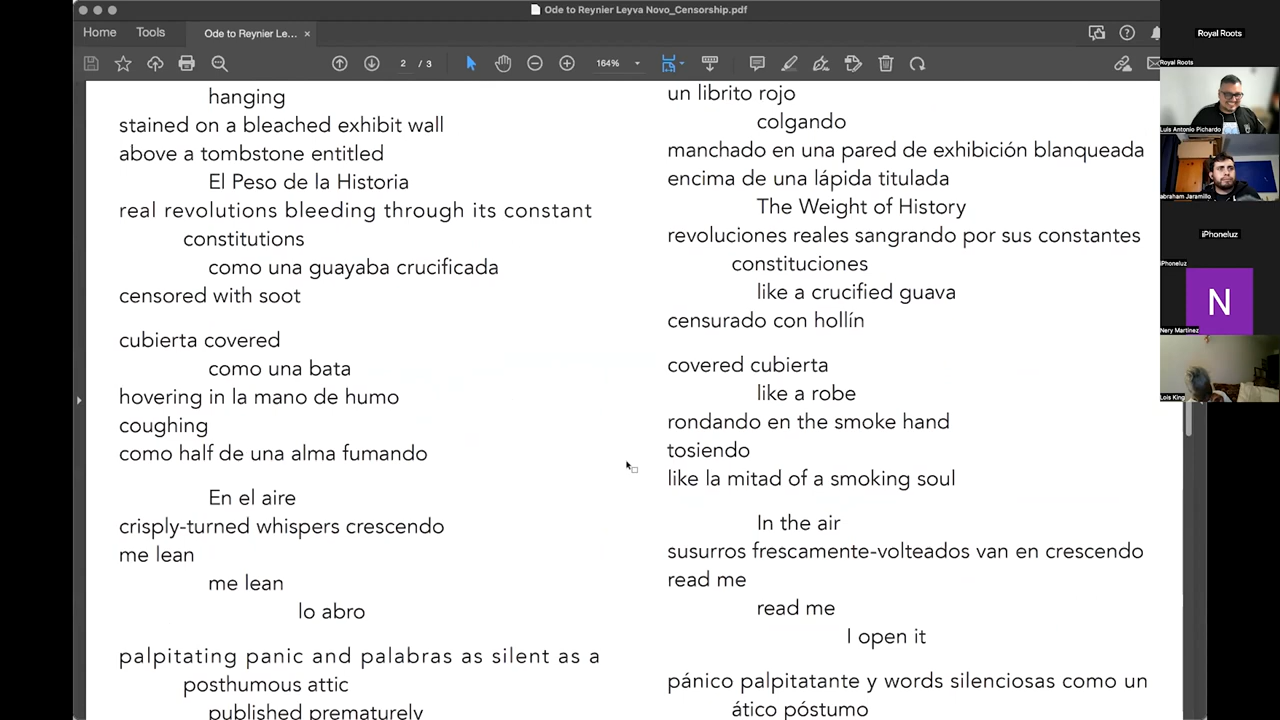 Ode to Reynier Leyva Novo_Censorship.pdf
Home
Tools
Ode to Reynier Le... ×
2 / 3
164%
hanging
stained on a bleached exhibit wall
above a tombstone entitled
El Peso de la Historia
real revolutions bleeding through its constant
constitutions
como una guayaba crucificada
censored with soot
cubierta covered
como una bata
hovering in la mano de humo
coughing
como half de una alma fumando
En el aire
crisply-turned whispers crescendo
me lean
me lean
lo abro
palpitating panic and palabras as silent as a
posthumous attic
published prematurely
un librito rojo
colgando
manchado en una pared de exhibición blanqueada
encima de una lápida titulada
The Weight of History
revoluciones reales sangrando por sus constantes
constituciones
like a crucified guava
censurado con hollín
covered cubierta
like a robe
rondando en the smoke hand
tosiendo
like la mitad of a smoking soul
In the air
susurros frescamente-volteados van en crescendo
read me
read me
I open it
pánico palpitatante y words silenciosas como un
ático póstumo
Royal Roots
Royal Roots
Luis Antonio Pichardo
abraham Jaramillo
iPhoneluz
iPhoneluz
N
Nery Martinez
Lois King